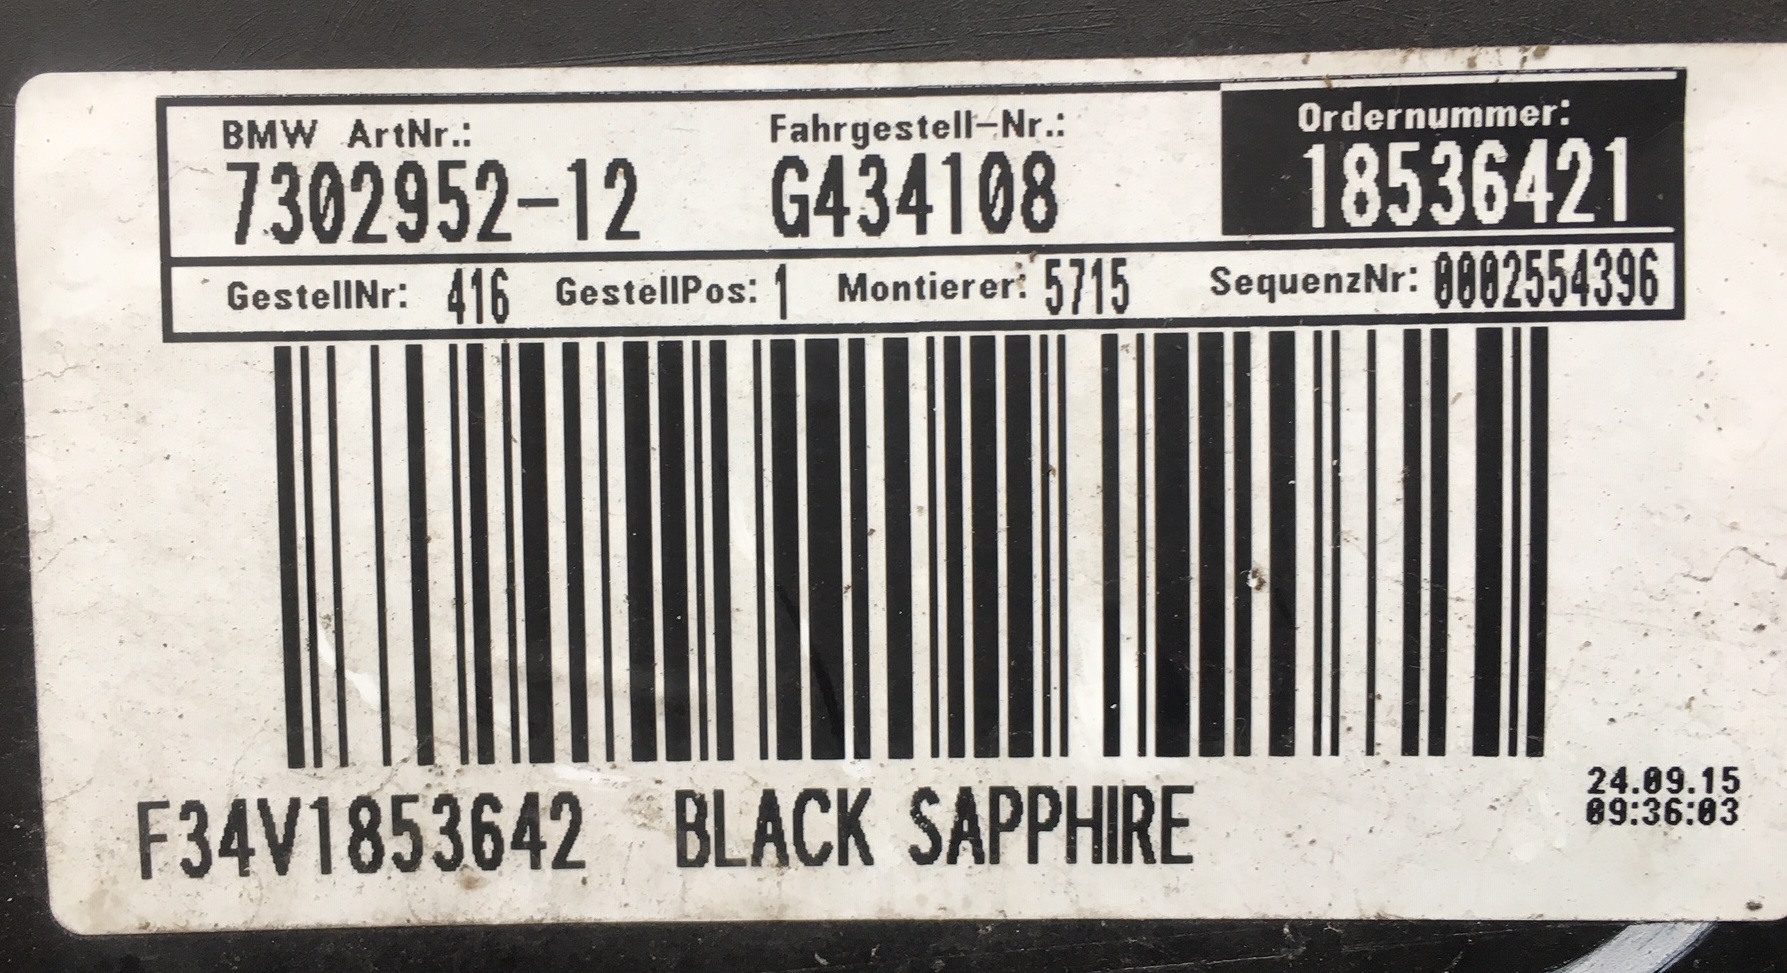 BMW ArtNr.: Fahrgestell-Nr.: Ordernummer:
7302952-12 G434108 18536421
GestellNr: 416 GestellPos: 1 Montierer: 5715 SequenzNr: 0002554396
F34V1853642 BLACK SAPPHIRE
24.09.15
09:36:03